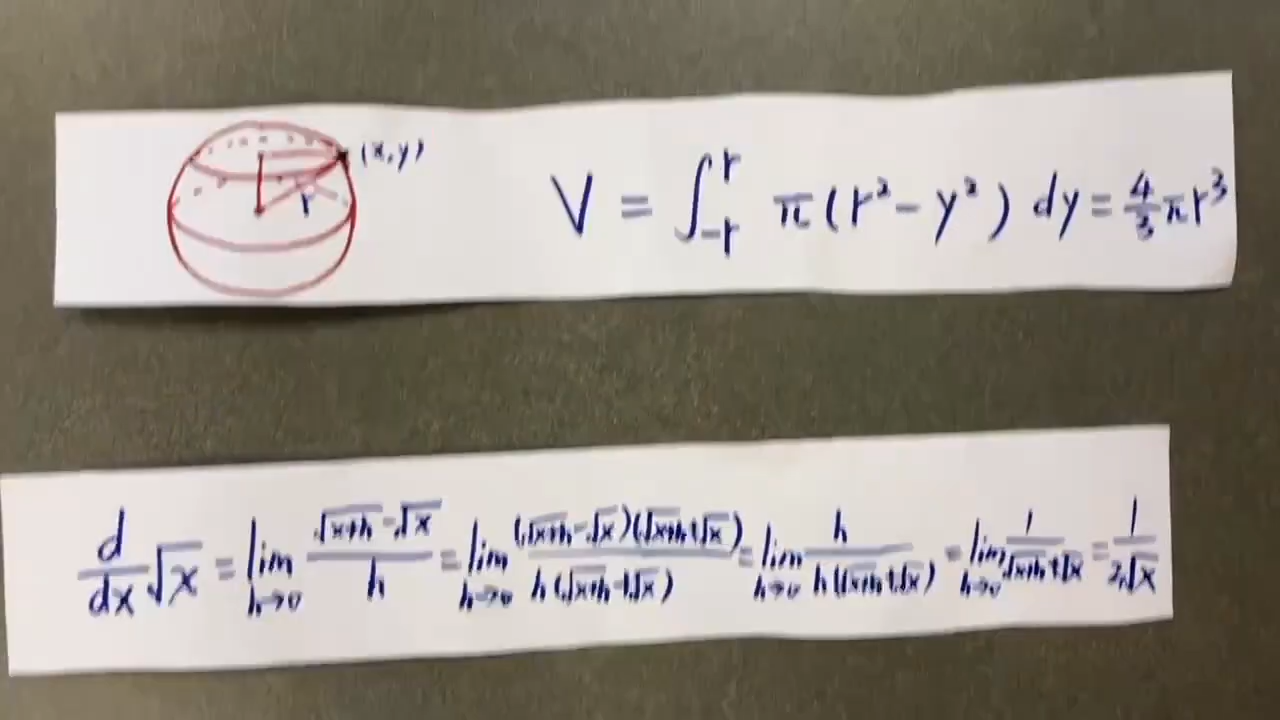 (x,y)
r
V = ∫_{-r}^{r} π(r² - y²) dy = 4/3 πr³
d/dx √x = lim_{h→0} (√(x+h) - √x)/h = lim_{h→0} (√(x+h) - √x)(√(x+h) + √x)/(h(√(x+h) + √x)) = lim_{h→0} h/(h(√(x+h) + √x)) = lim_{h→0} 1/(√(x+h) + √x) = 1/(2√x)